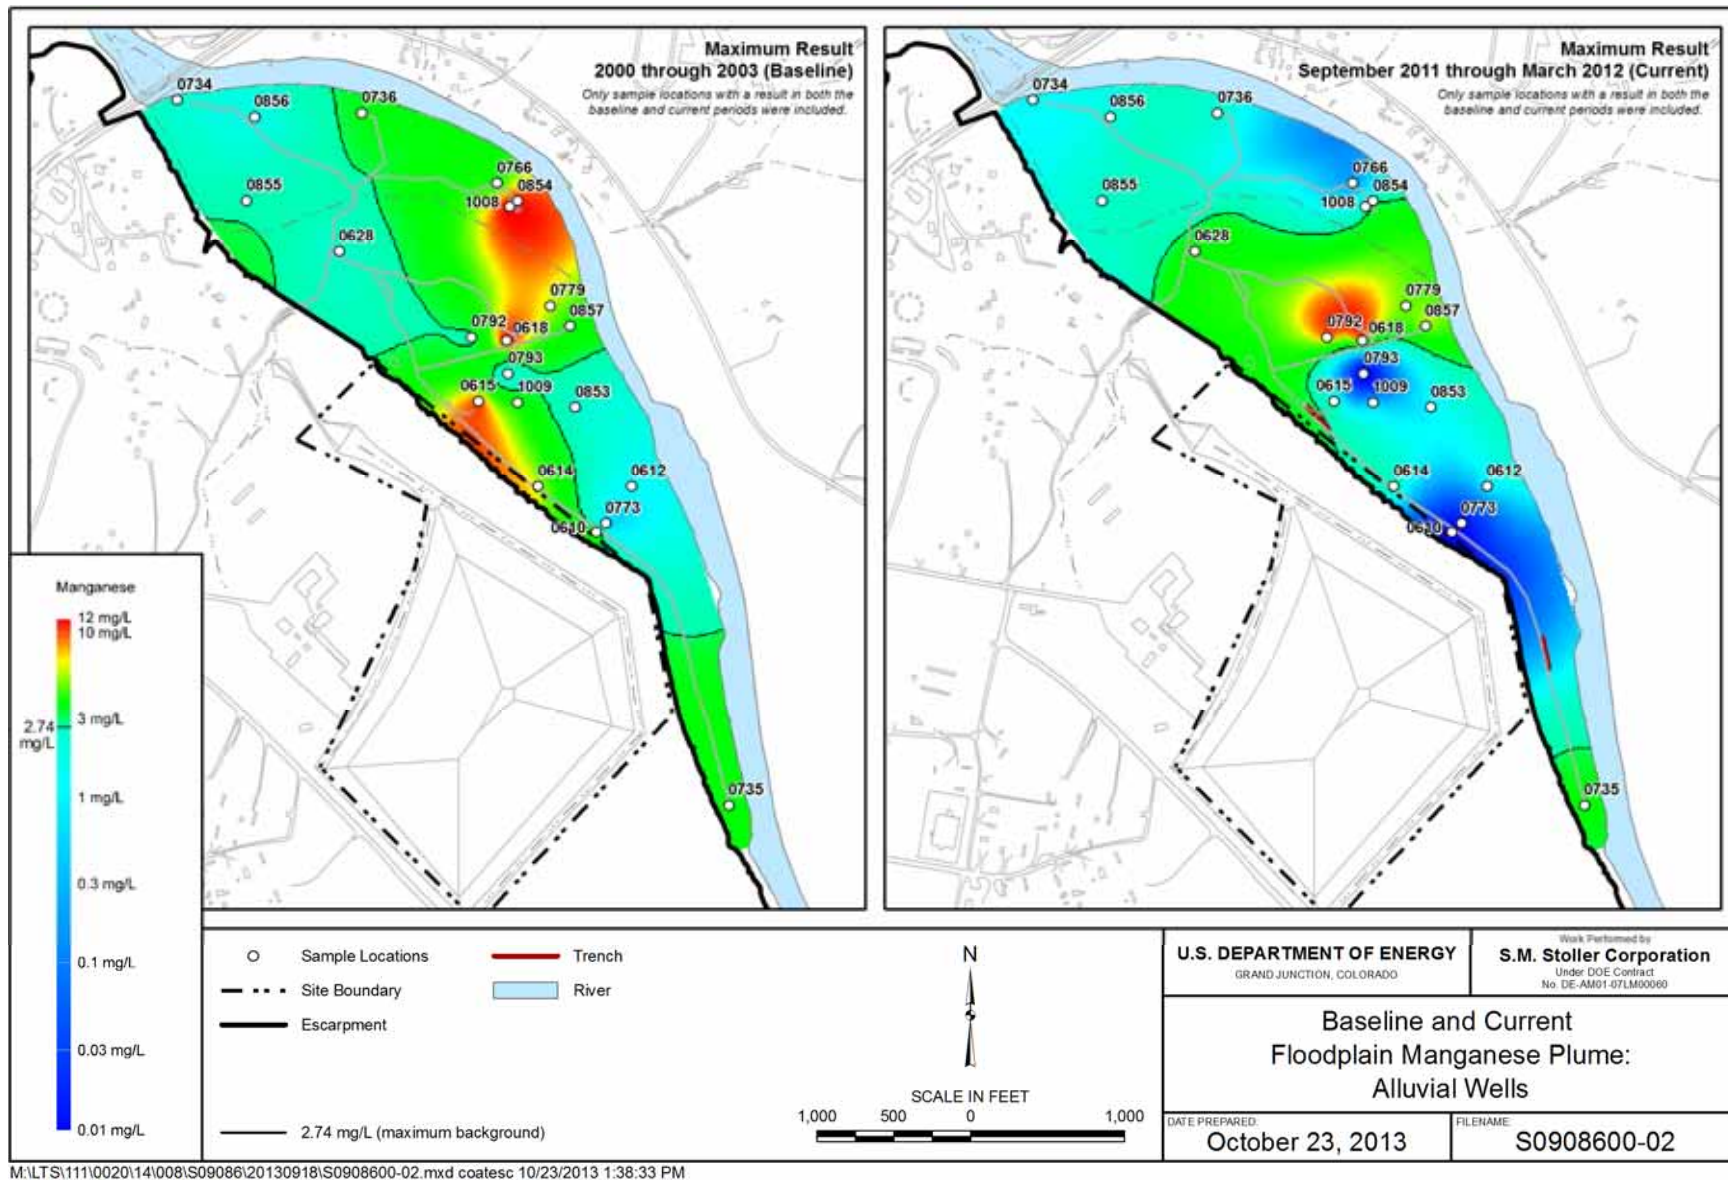 Maximum Result
2000 through 2003 (Baseline)
Only sample locations with a result in both the
baseline and current periods were included.
0734
0856
0736
0766
0854
1008
0855
0628
0779
0857
0792
0618
0793
0615
1009
0853
0614
0612
0773
0610
0735
Maximum Result
September 2011 through March 2012 (Current)
Only sample locations with a result in both the
baseline and current periods were included.
0734
0856
0736
0766
0854
1008
0855
0628
0779
0857
0792
0618
0793
0615
1009
0853
0614
0612
0773
0610
0735
Manganese
12 mg/L
10 mg/L
3 mg/L
2.74
mg/L
1 mg/L
0.3 mg/L
0.1 mg/L
0.03 mg/L
0.01 mg/L
Sample Locations
Trench
Site Boundary
River
Escarpment
2.74 mg/L (maximum background)
N
SCALE IN FEET
1,000 500 0 1,000
U.S. DEPARTMENT OF ENERGY
GRAND JUNCTION, COLORADO
Work Performed by
S.M. Stoller Corporation
Under DOE Contract
No. DE-AM01-07LM00060
Baseline and Current
Floodplain Manganese Plume:
Alluvial Wells
DATE PREPARED:
October 23, 2013
FILENAME:
S0908600-02
M:\LTS\111\0020\14\008\S09086\20130918\S0908600-02.mxd coatesc 10/23/2013 1:38:33 PM